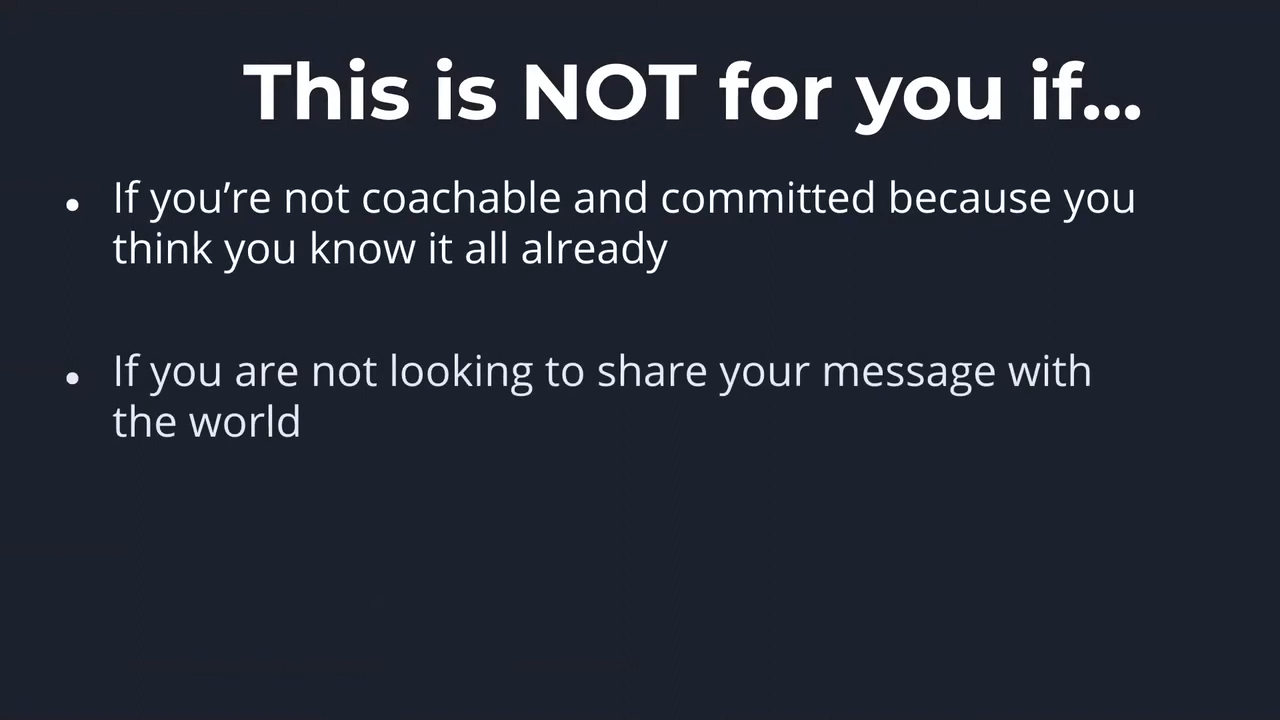 This is NOT for you if...
• If you’re not coachable and committed because you
think you know it all already
• If you are not looking to share your message with
the world